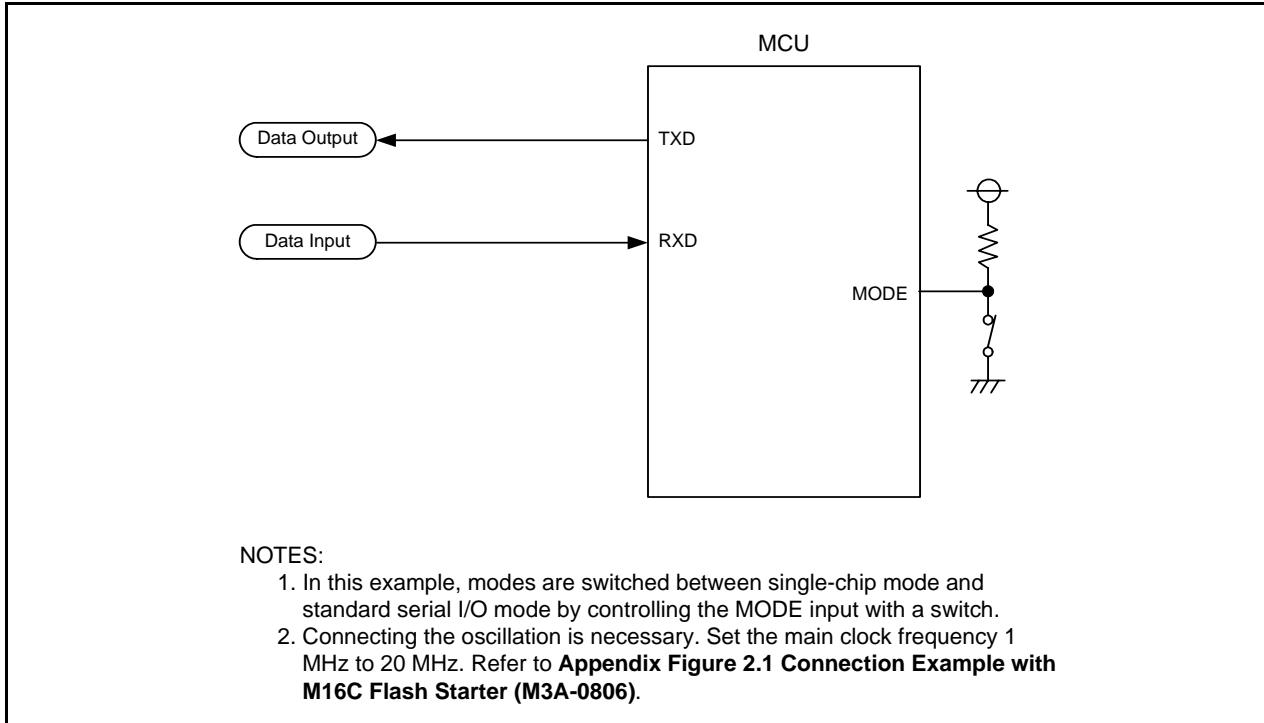 MCU
Data Output
TXD
Data Input
RXD
MODE
NOTES:
1. In this example, modes are switched between single-chip mode and
standard serial I/O mode by controlling the MODE input with a switch.
2. Connecting the oscillation is necessary. Set the main clock frequency 1
MHz to 20 MHz. Refer to Appendix Figure 2.1 Connection Example with
M16C Flash Starter (M3A-0806).